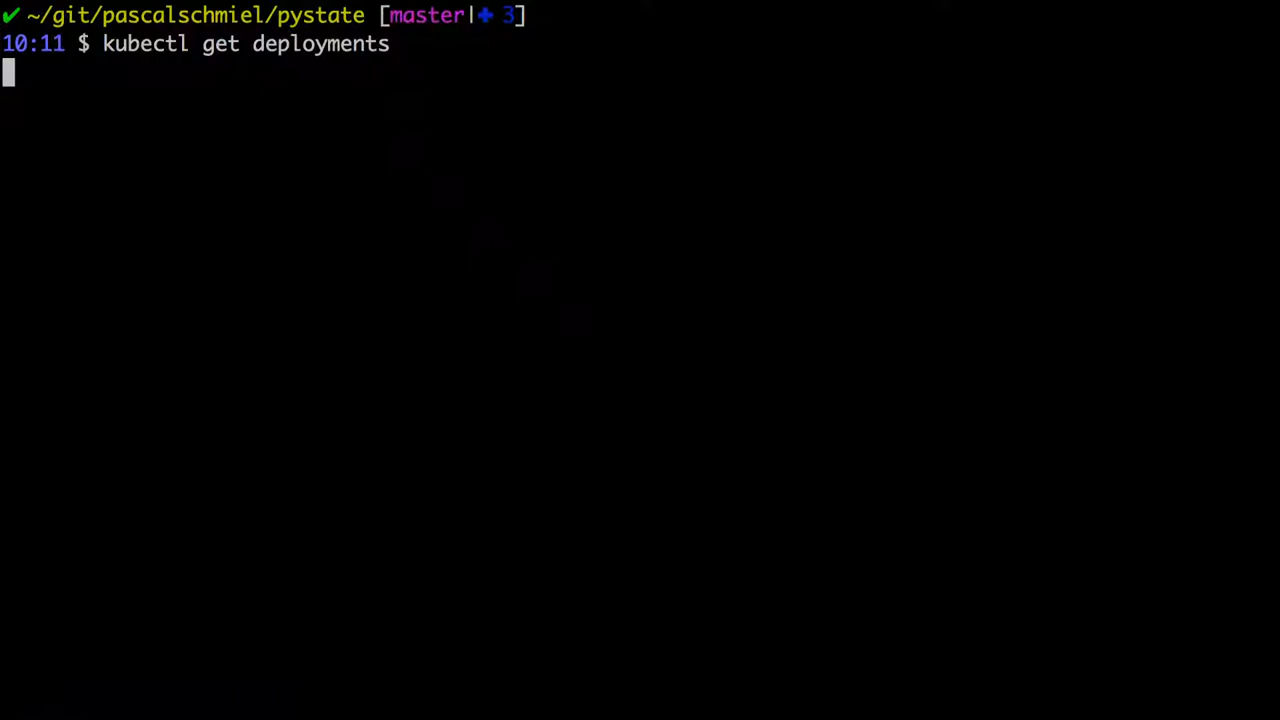 ✔ ~/git/pascalschmiel/pystate [master|✚ 3]
10:11 $ kubectl get deployments